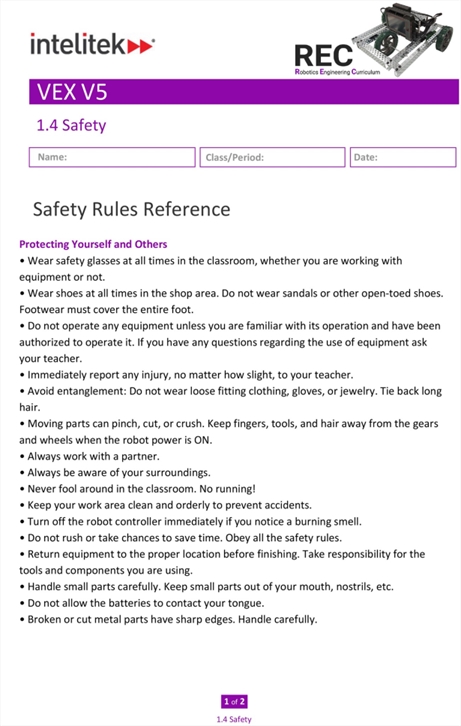 intelitek
REC
Robotics Engineering Curriculum
VEX V5
1.4 Safety
Name:
Class/Period:
Date:
Safety Rules Reference
Protecting Yourself and Others
• Wear safety glasses at all times in the classroom, whether you are working with
equipment or not.
• Wear shoes at all times in the shop area. Do not wear sandals or other open-toed shoes.
Footwear must cover the entire foot.
• Do not operate any equipment unless you are familiar with its operation and have been
authorized to operate it. If you have any questions regarding the use of equipment ask
your teacher.
• Immediately report any injury, no matter how slight, to your teacher.
• Avoid entanglement: Do not wear loose fitting clothing, gloves, or jewelry. Tie back long
hair.
• Moving parts can pinch, cut, or crush. Keep fingers, tools, and hair away from the gears
and wheels when the robot power is ON.
• Always work with a partner.
• Always be aware of your surroundings.
• Never fool around in the classroom. No running!
• Keep your work area clean and orderly to prevent accidents.
• Turn off the robot controller immediately if you notice a burning smell.
• Do not rush or take chances to save time. Obey all the safety rules.
• Return equipment to the proper location before finishing. Take responsibility for the
tools and components you are using.
• Handle small parts carefully. Keep small parts out of your mouth, nostrils, etc.
• Do not allow the batteries to contact your tongue.
• Broken or cut metal parts have sharp edges. Handle carefully.
1 of 2
1.4 Safety